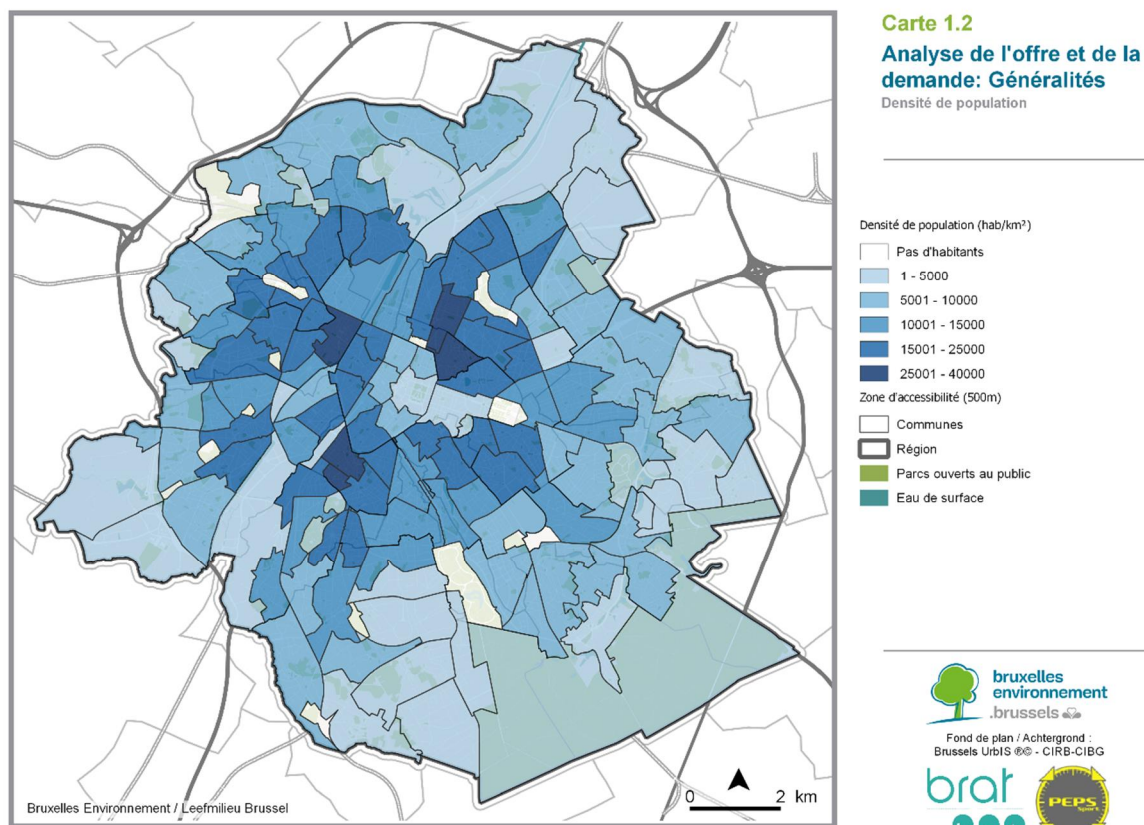 Carte 1.2
Analyse de l'offre et de la
demande: Généralités
Densité de population
Densité de population (hab/km²)
Pas d'habitants
1 - 5000
5001 - 10000
10001 - 15000
15001 - 25000
25001 - 40000
Zone d'accessibilité (500m)
Communes
Région
Parcs ouverts au public
Eau de surface
Bruxelles Environnement / Leefmilieu Brussel
0 2 km
bruxelles
environnement
.brussels
Fond de plan / Achtergrond :
Brussels UrbIS ®© - CIRB-CIBG
brat
PEPS
Sport